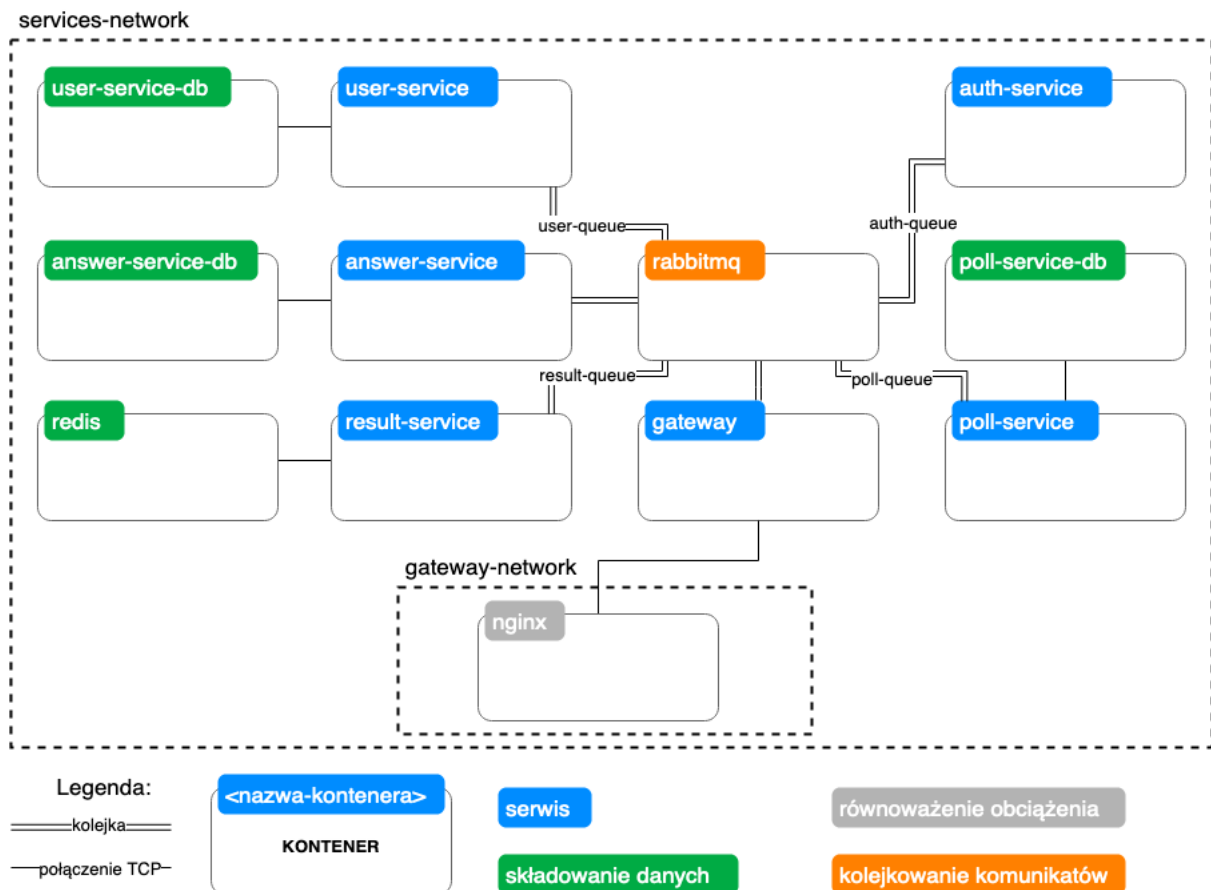 services-network
user-service-db
user-service
auth-service
user-queue
auth-queue
answer-service-db
answer-service
rabbitmq
poll-service-db
result-queue
poll-queue
redis
result-service
gateway
poll-service
gateway-network
nginx
Legenda:
kolejka
połączenie TCP
<nazwa-kontenera>
KONTENER
serwis
równoważenie obciążenia
składowanie danych
kolejkowanie komunikatów